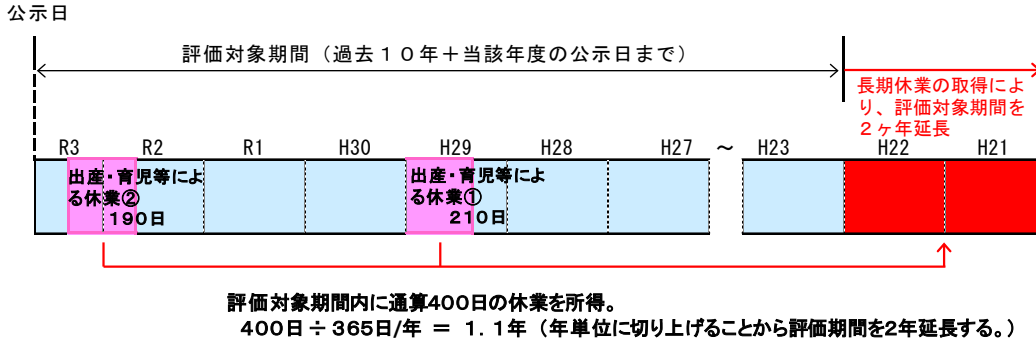 公示日
評価対象期間（過去１０年＋当該年度の公示日まで）
長期休業の取得によ
り、評価対象期間を
２ヶ年延長
R3 R2 R1 H30 H29 H28 H27 ～ H23 H22 H21
出産・育児等によ
る休業②
190日
出産・育児等によ
る休業①
210日
評価対象期間内に通算400日の休業を所得。
400日÷365日/年 ＝ 1.1年（年単位に切り上げることから評価期間を2年延長する。）